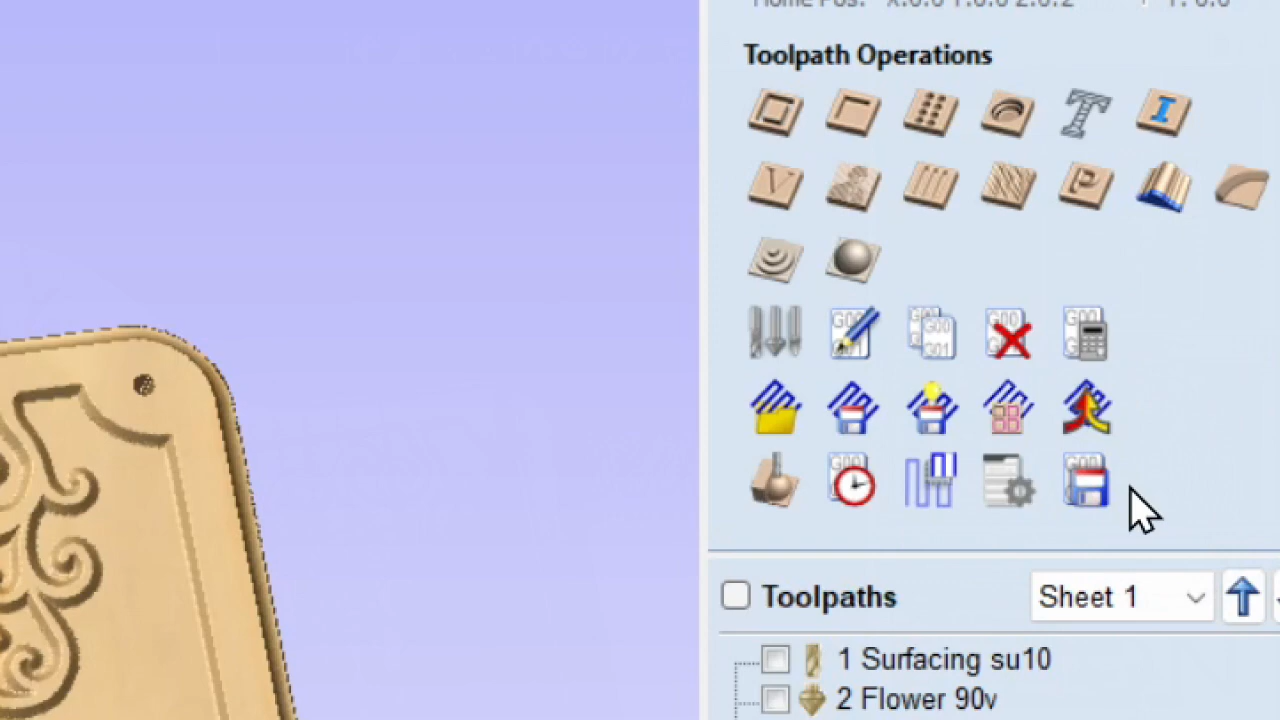 Toolpath Operations
Toolpaths
Sheet 1
1 Surfacing su10
2 Flower 90v